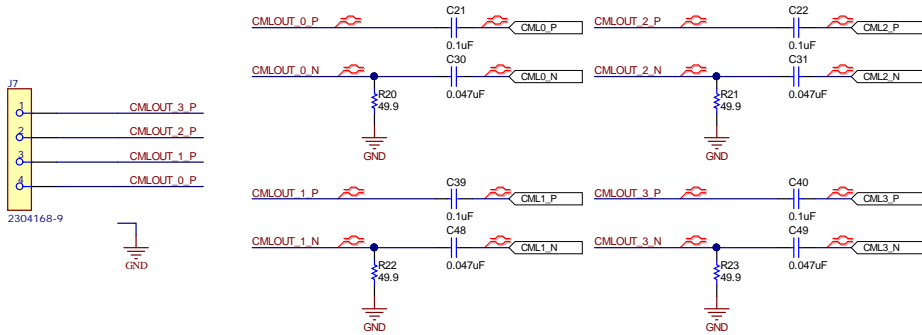 J7
1
CMLOUT_3_P
2
CMLOUT_2_P
3
CMLOUT_1_P
4
CMLOUT_0_P
2304168-9
GND
CMLOUT_0_P
C21
0.1uF
CML0_P
CMLOUT_0_N
C30
0.047uF
CML0_N
R20
49.9
GND
CMLOUT_2_P
C22
0.1uF
CML2_P
CMLOUT_2_N
C31
0.047uF
CML2_N
R21
49.9
GND
CMLOUT_1_P
C39
0.1uF
CML1_P
CMLOUT_1_N
C48
0.047uF
CML1_N
R22
49.9
GND
CMLOUT_3_P
C40
0.1uF
CML3_P
CMLOUT_3_N
C49
0.047uF
CML3_N
R23
49.9
GND